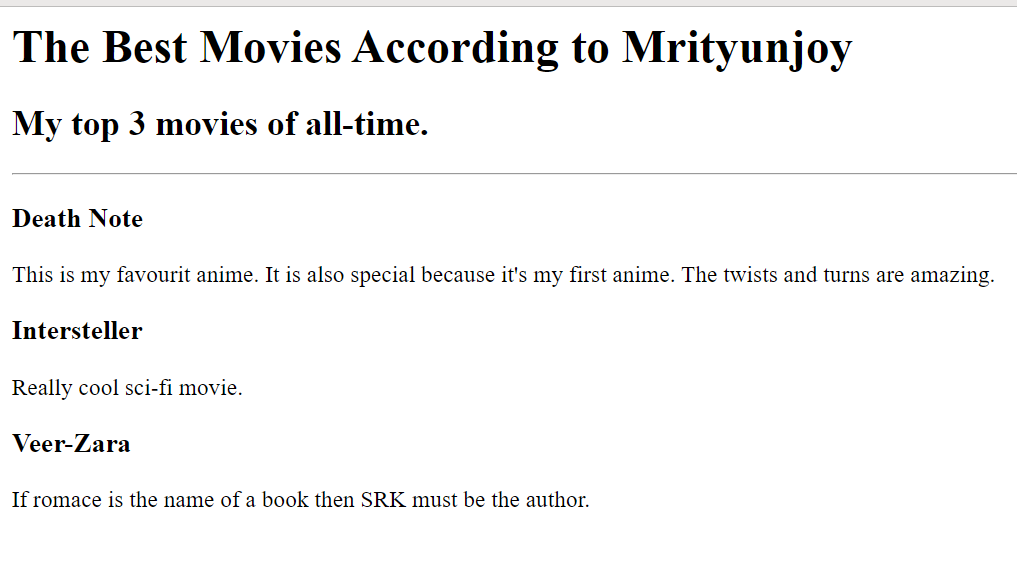 The Best Movies According to Mrityunjoy
My top 3 movies of all-time.
Death Note
This is my favourit anime. It is also special because it's my first anime. The twists and turns are amazing.
Intersteller
Really cool sci-fi movie.
Veer-Zara
If romace is the name of a book then SRK must be the author.